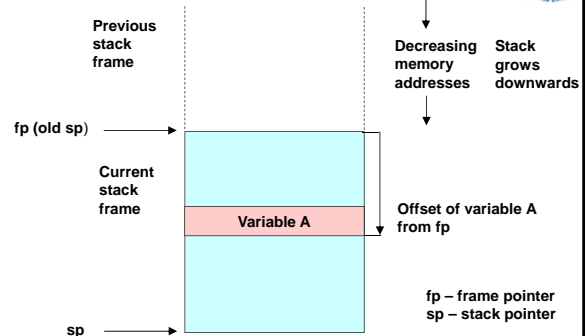 Previous
stack
frame
Decreasing
memory
addresses
Stack
grows
downwards
fp (old sp)
Current
stack
frame
Variable A
Offset of variable A
from fp
fp – frame pointer
sp – stack pointer
sp